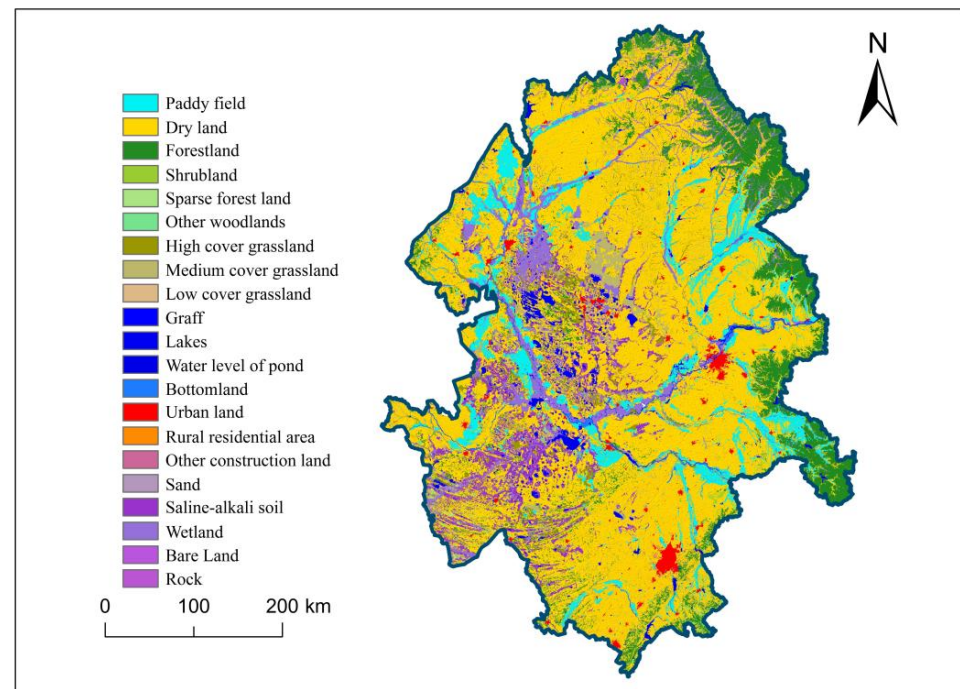 N
Paddy field
Dry land
Forestland
Shrubland
Sparse forest land
Other woodlands
High cover grassland
Medium cover grassland
Low cover grassland
Graff
Lakes
Water level of pond
Bottomland
Urban land
Rural residential area
Other construction land
Sand
Saline-alkali soil
Wetland
Bare Land
Rock
0 100 200 km